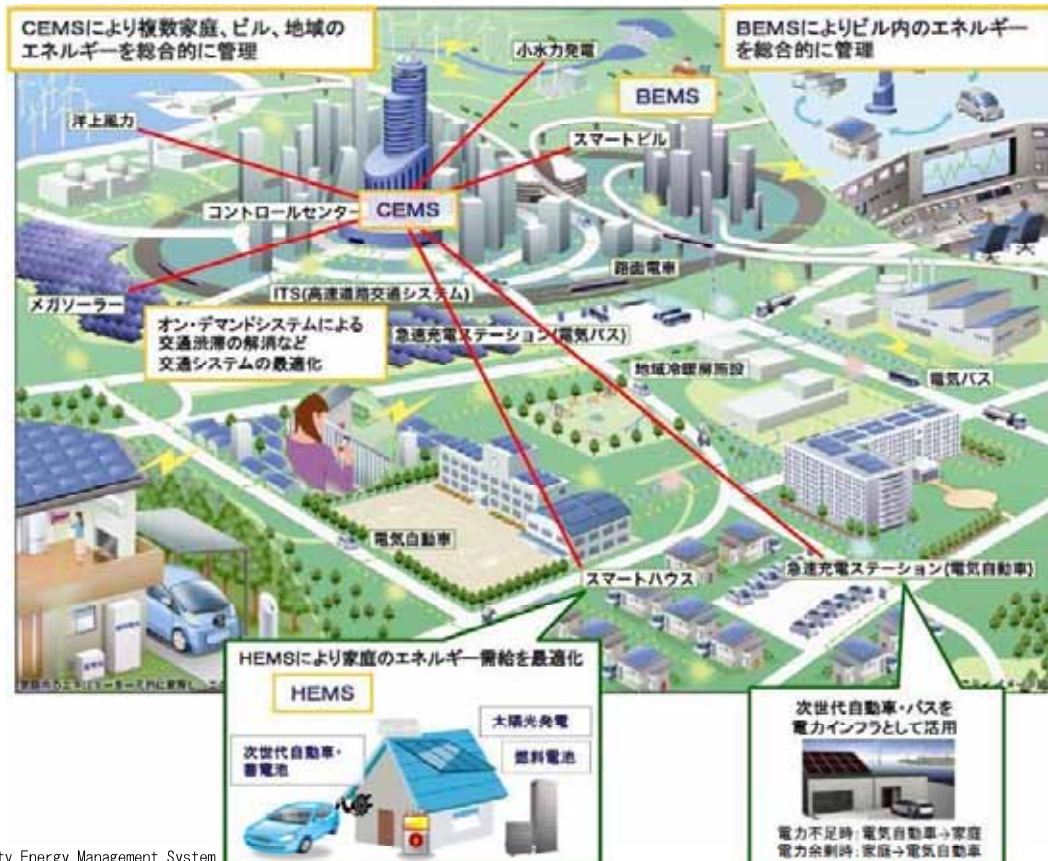 CEMSにより複数家庭、ビル、地域の
エネルギーを総合的に管理
BEMSによりビル内のエネルギー
を総合的に管理
小水力発電
BEMS
洋上風力
スマートビル
コントロールセンター
CEMS
路面電車
メガソーラー
ITS(高速道路交通システム)
オン・デマンドシステムによる
交通渋滞の解消など
交通システムの最適化
急速充電ステーション(電気バス)
地域冷暖房施設
電気バス
電気自動車
スマートハウス
急速充電ステーション(電気自動車)
HEMSにより家庭のエネルギー需給を最適化
HEMS
太陽光発電
次世代自動車・
蓄電池
燃料電池
次世代自動車・バスを
電力インフラとして活用
電力不足時：電気自動車→家庭
電力余剰時：家庭→電気自動車
ty Energy Management System